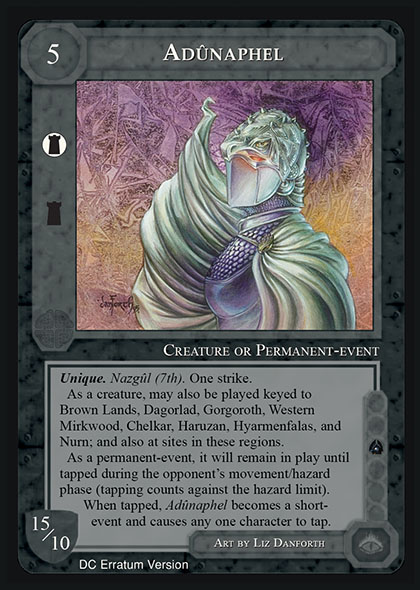 5
ADÛNAPHEL
CREATURE OR PERMANENT-EVENT
Unique. Nazgûl (7th). One strike.
As a creature, may also be played keyed to
Brown Lands, Dagorlad, Gorgoroth, Western
Mirkwood, Chelkar, Haruzan, Hyarmenfalas, and
Nurn; and also at sites in these regions.
As a permanent-event, it will remain in play until
tapped during the opponent's movement/hazard
phase (tapping counts against the hazard limit).
When tapped, Adûnaphel becomes a short-
event and causes any one character to tap.
15/10
ART BY LIZ DANFORTH
DC Erratum Version